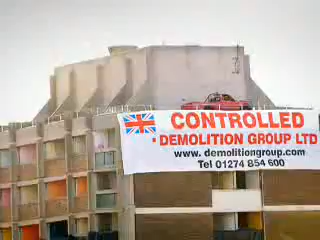 CONTROLLED
DEMOLITION GROUP LTD
www.demolitiongroup.com
Tel 01274 854 600